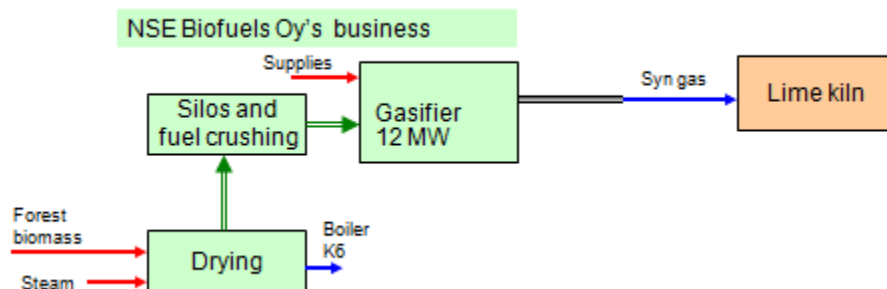 NSE Biofuels Oy's business
Supplies
Syn gas
Lime kiln
Silos and
fuel crushing
Gasifier
12 MW
Forest
biomass
Boiler
K6
Drying
Steam